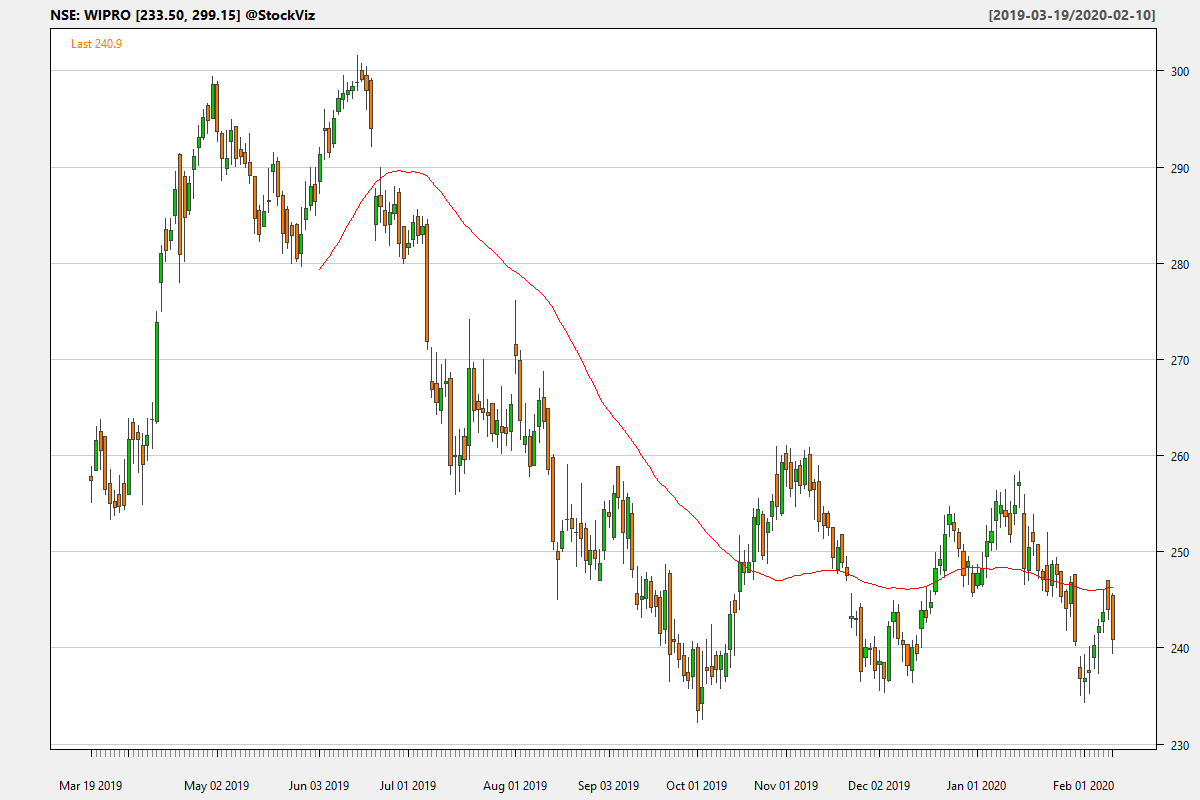 NSE: WIPRO [233.50, 299.15] @StockViz
[2019-03-19/2020-02-10]
Last 240.9
300
290
280
270
260
250
240
230
Mar 19 2019
May 02 2019
Jun 03 2019
Jul 01 2019
Aug 01 2019
Sep 03 2019
Oct 01 2019
Nov 01 2019
Dec 02 2019
Jan 01 2020
Feb 01 2020